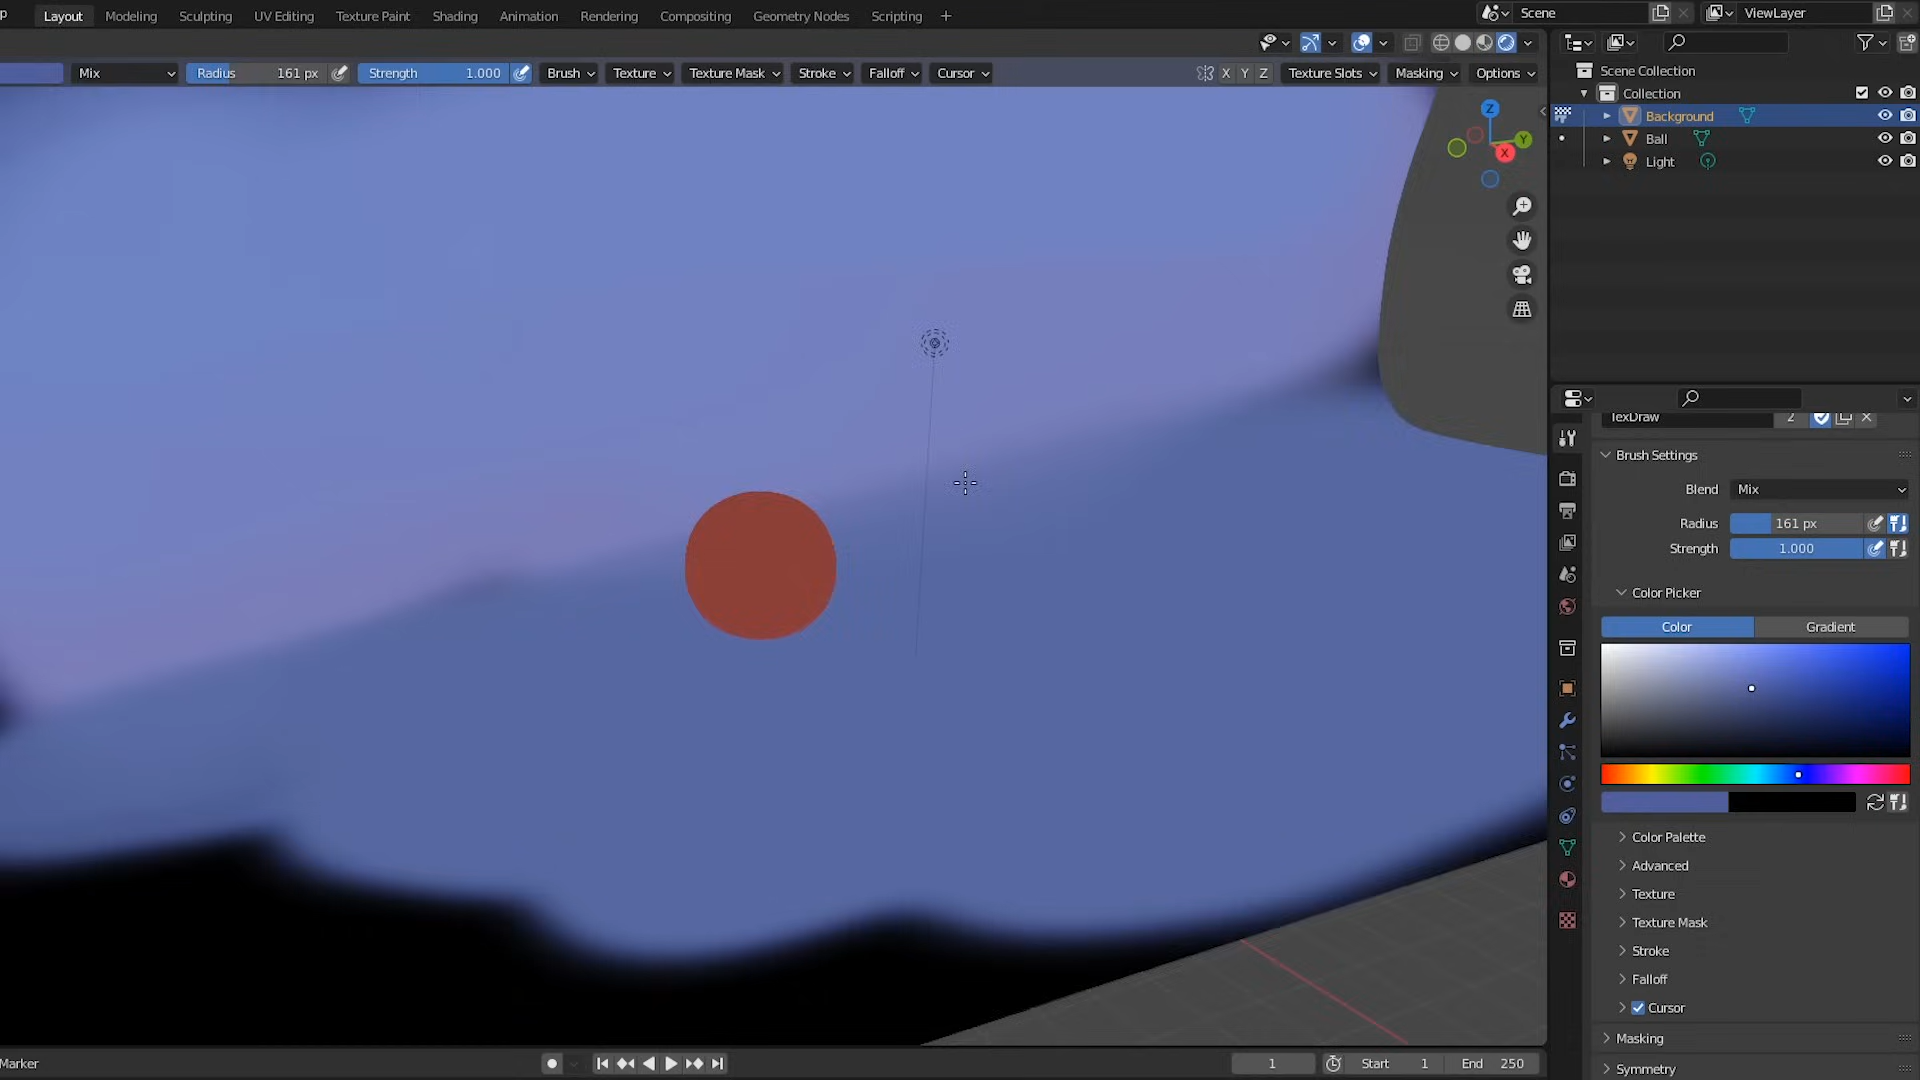 Layout Modeling Sculpting UV Editing Texture Paint Shading Animation Rendering Compositing Geometry Nodes Scripting +
Scene
ViewLayer
Mix
Radius 161 px
Strength 1.000
Brush
Texture
Texture Mask
Stroke
Falloff
Cursor
X Y Z
Texture Slots
Masking
Options
Scene Collection
Collection
Background
Ball
Light
Z
Y
X
TexDraw 2
Brush Settings
Blend Mix
Radius 161 px
Strength 1.000
Color Picker
Color Gradient
Color Palette
Advanced
Texture
Texture Mask
Stroke
Falloff
Cursor
Masking
Symmetry
Marker
1
Start 1
End 250